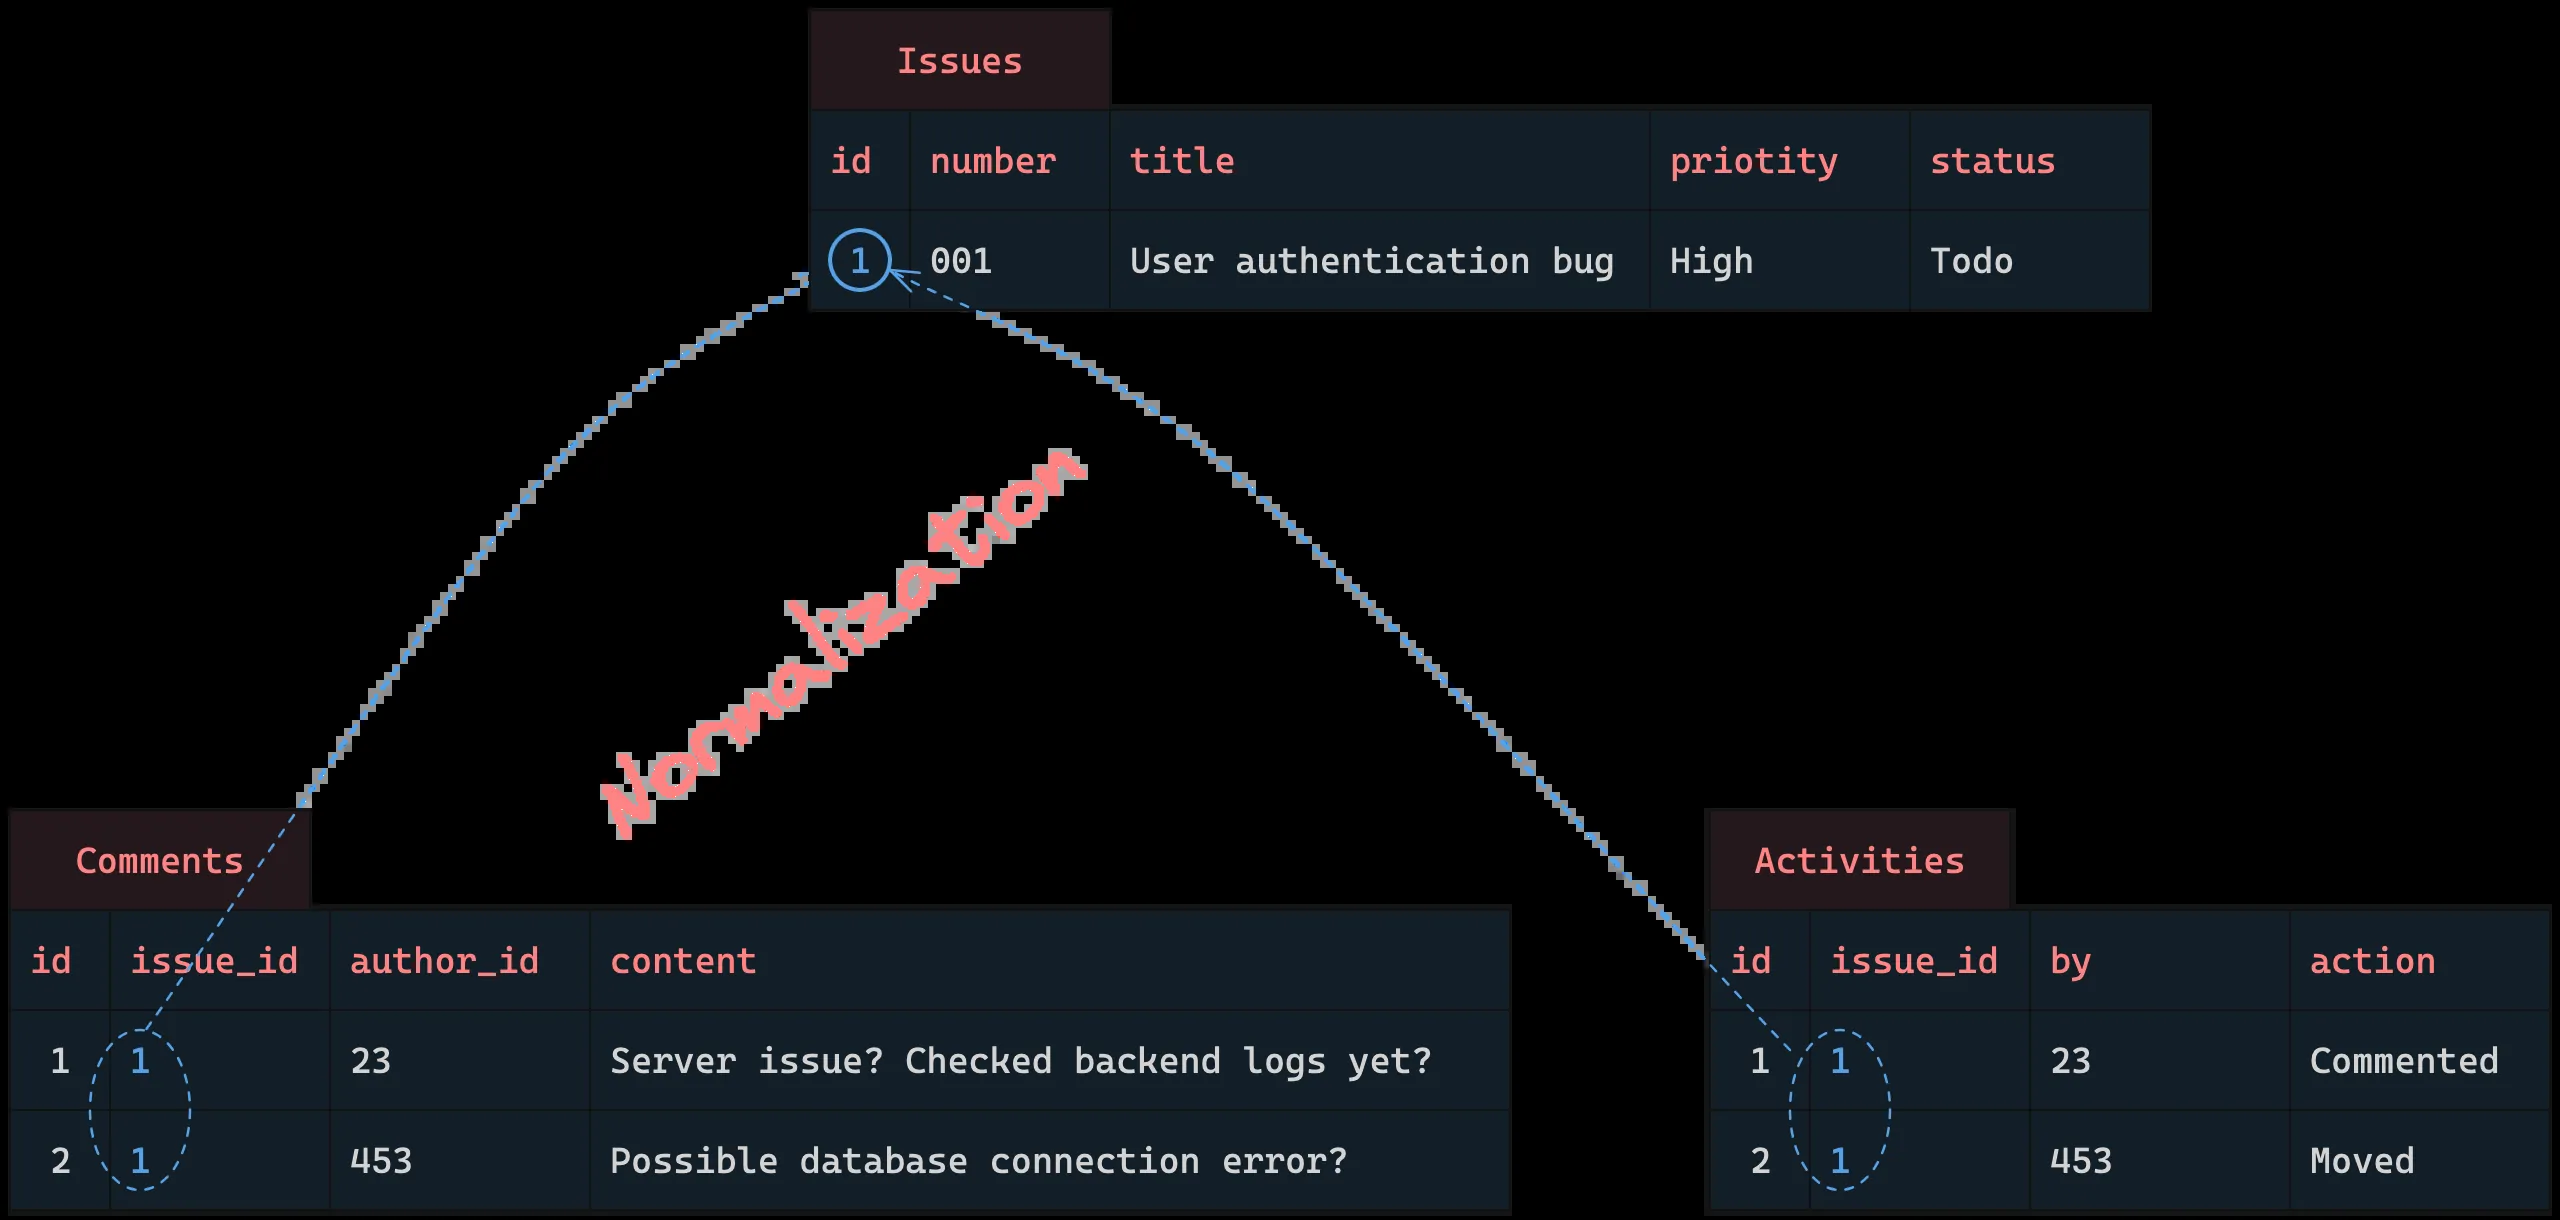 Issues
id number title priotity status
1 001 User authentication bug High Todo
Normalization
Comments
id issue_id author_id content
1 1 23 Server issue? Checked backend logs yet?
2 1 453 Possible database connection error?
Activities
id issue_id by action
1 1 23 Commented
2 1 453 Moved